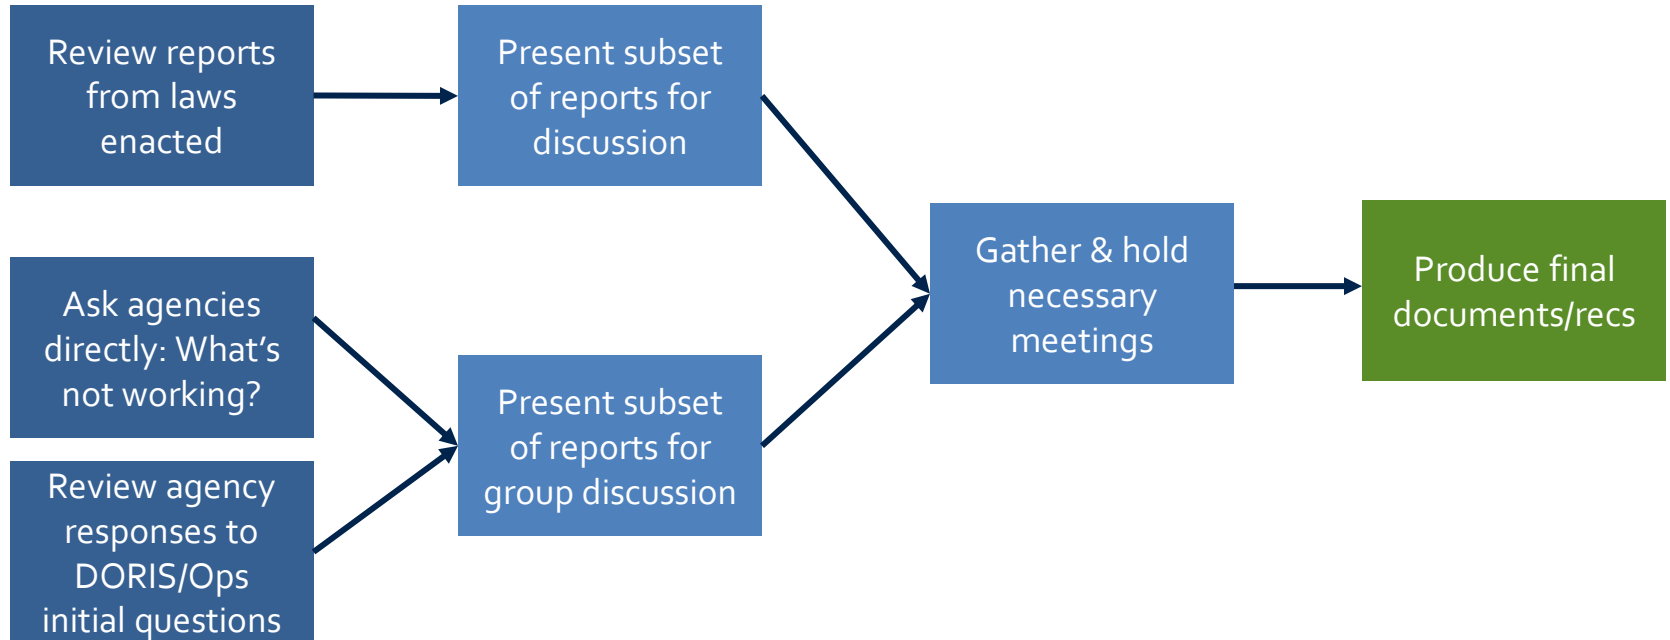 Review reports
from laws
enacted
Present subset
of reports for
discussion
Ask agencies
directly: What’s
not working?
Review agency
responses to
DORIS/Ops
initial questions
Present subset
of reports for
group discussion
Gather & hold
necessary
meetings
Produce final
documents/recs